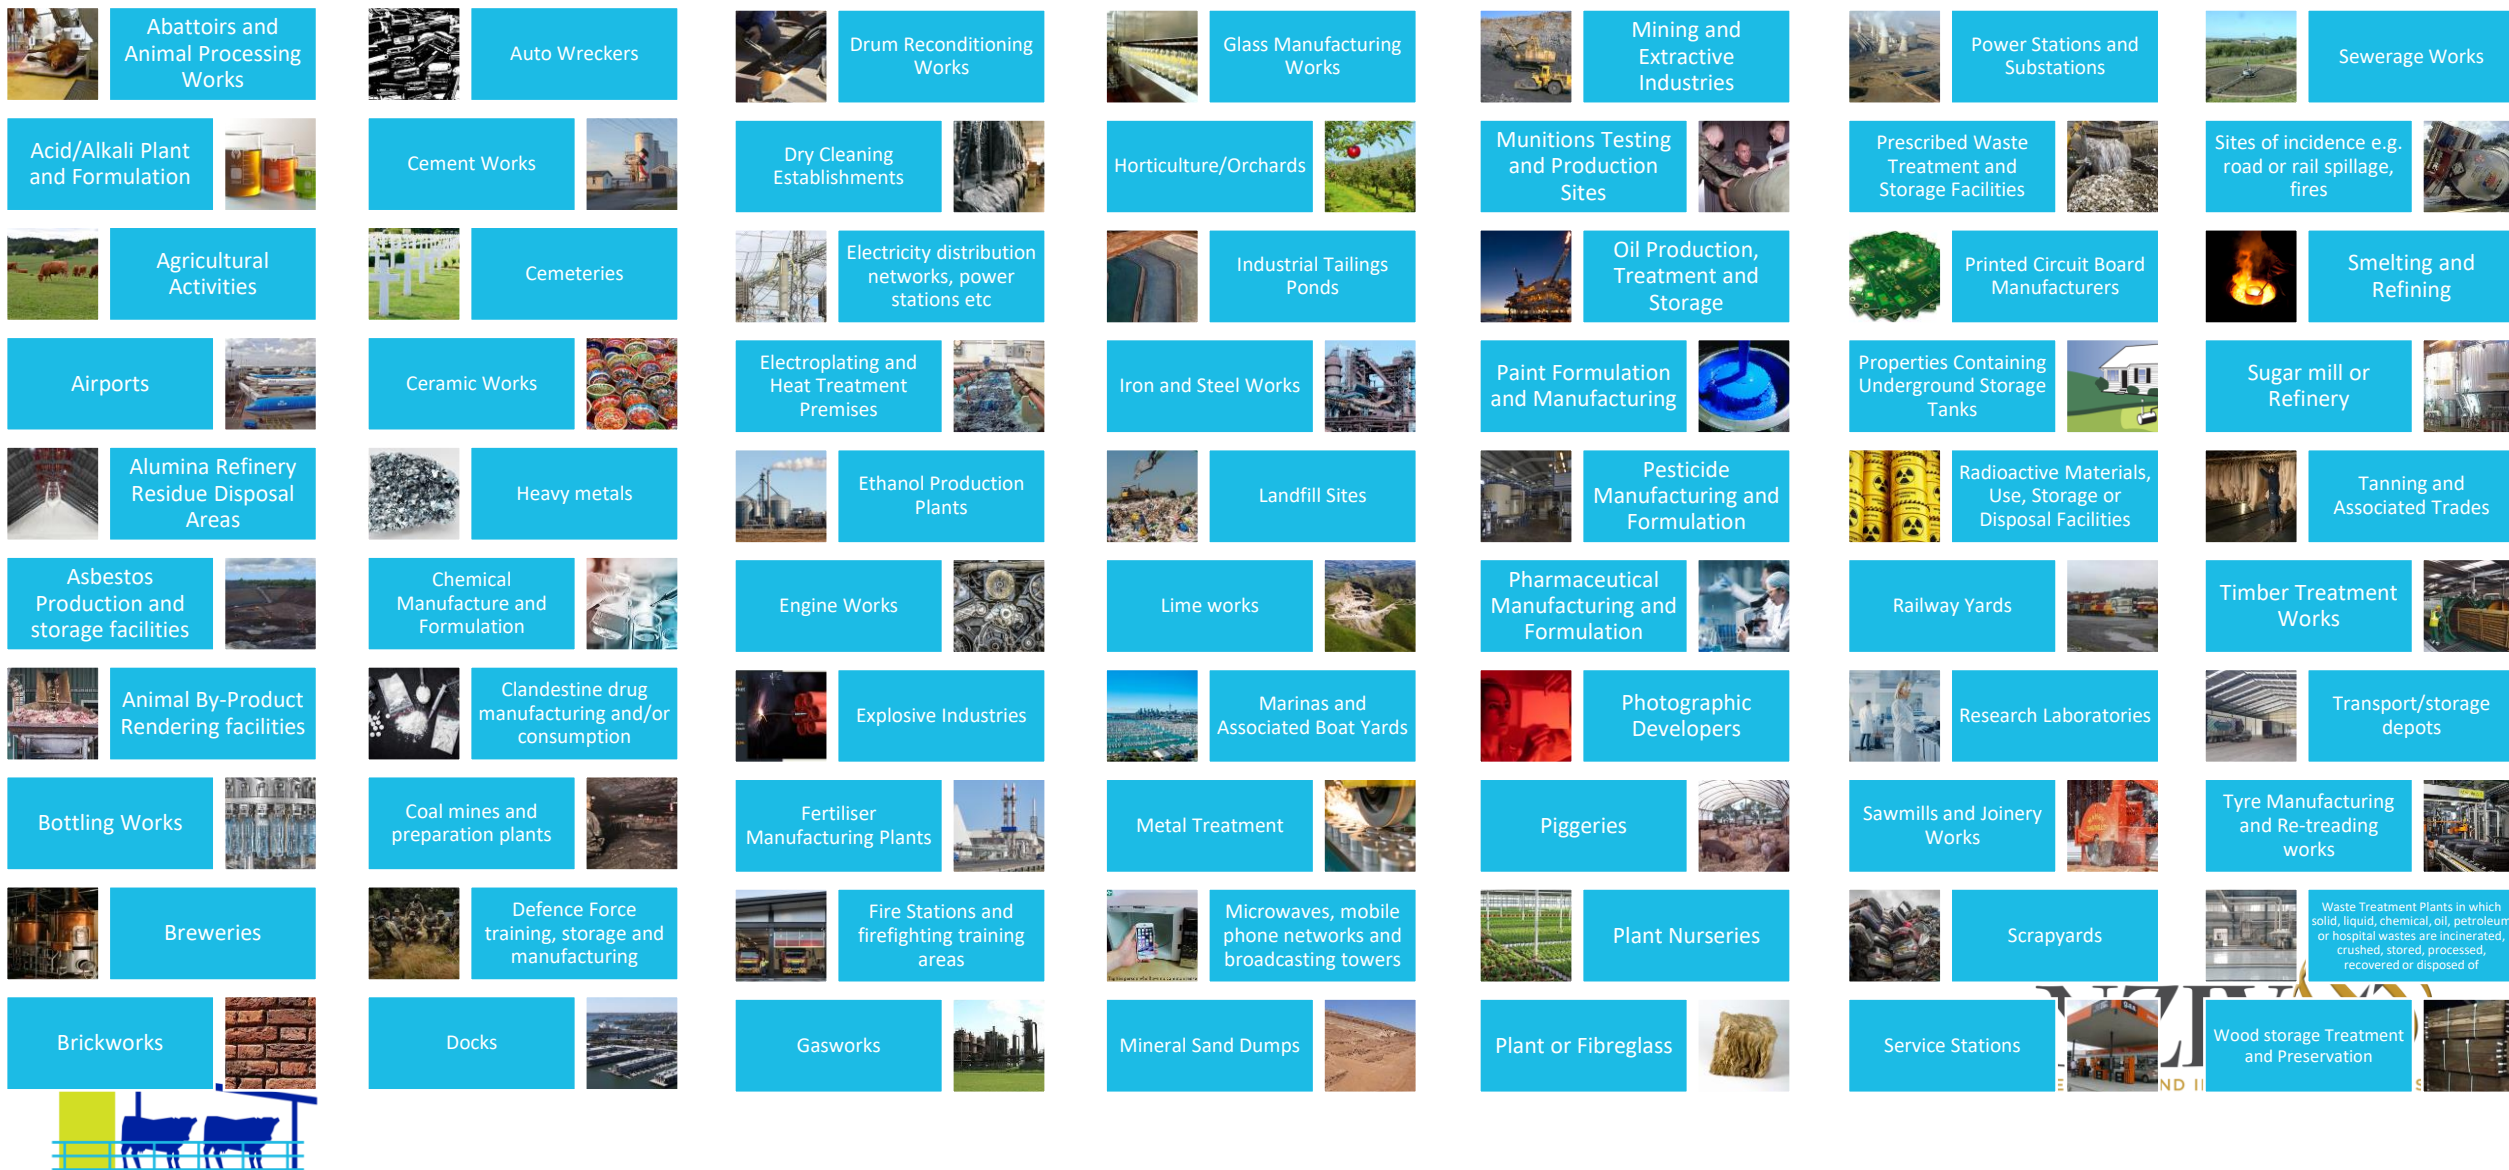 Abattoirs and
Animal Processing
Works
Acid/Alkali Plant
and Formulation
Agricultural
Activities
Airports
Alumina Refinery
Residue Disposal
Areas
Asbestos
Production and
storage facilities
Animal By-Product
Rendering facilities
Bottling Works
Breweries
Brickworks
Auto Wreckers
Cement Works
Cemeteries
Ceramic Works
Heavy metals
Chemical
Manufacture and
Formulation
Clandestine drug
manufacturing and/or
consumption
Coal mines and
preparation plants
Defence Force
training, storage and
manufacturing
Docks
Drum Reconditioning
Works
Dry Cleaning
Establishments
Electricity distribution
networks, power
stations etc
Electroplating and
Heat Treatment
Premises
Ethanol Production
Plants
Engine Works
Explosive Industries
Fertiliser
Manufacturing Plants
Fire Stations and
firefighting training
areas
Gasworks
Glass Manufacturing
Works
Horticulture/Orchards
Industrial Tailings
Ponds
Iron and Steel Works
Landfill Sites
Lime works
Marinas and
Associated Boat Yards
Metal Treatment
Microwaves, mobile
phone networks and
broadcasting towers
Mineral Sand Dumps
Mining and
Extractive
Industries
Munitions Testing
and Production
Sites
Oil Production,
Treatment and
Storage
Paint Formulation
and Manufacturing
Pesticide
Manufacturing and
Formulation
Pharmaceutical
Manufacturing and
Formulation
Photographic
Developers
Piggeries
Plant Nurseries
Plant or Fibreglass
Power Stations and
Substations
Prescribed Waste
Treatment and
Storage Facilities
Printed Circuit Board
Manufacturers
Properties Containing
Underground Storage
Tanks
Radioactive Materials,
Use, Storage or
Disposal Facilities
Railway Yards
Research Laboratories
Sawmills and Joinery
Works
Scrapyards
Service Stations
Sewerage Works
Sites of incidence e.g.
road or rail spillage,
fires
Smelting and
Refining
Sugar mill or
Refinery
Tanning and
Associated Trades
Timber Treatment
Works
Transport/storage
depots
Tyre Manufacturing
and Re-treading
works
Waste Treatment Plants in which
solid, liquid, chemical, oil, petroleum
or hospital wastes are incinerated,
crushed, stored, processed,
recovered or disposed of
Wood storage Treatment
and Preservation